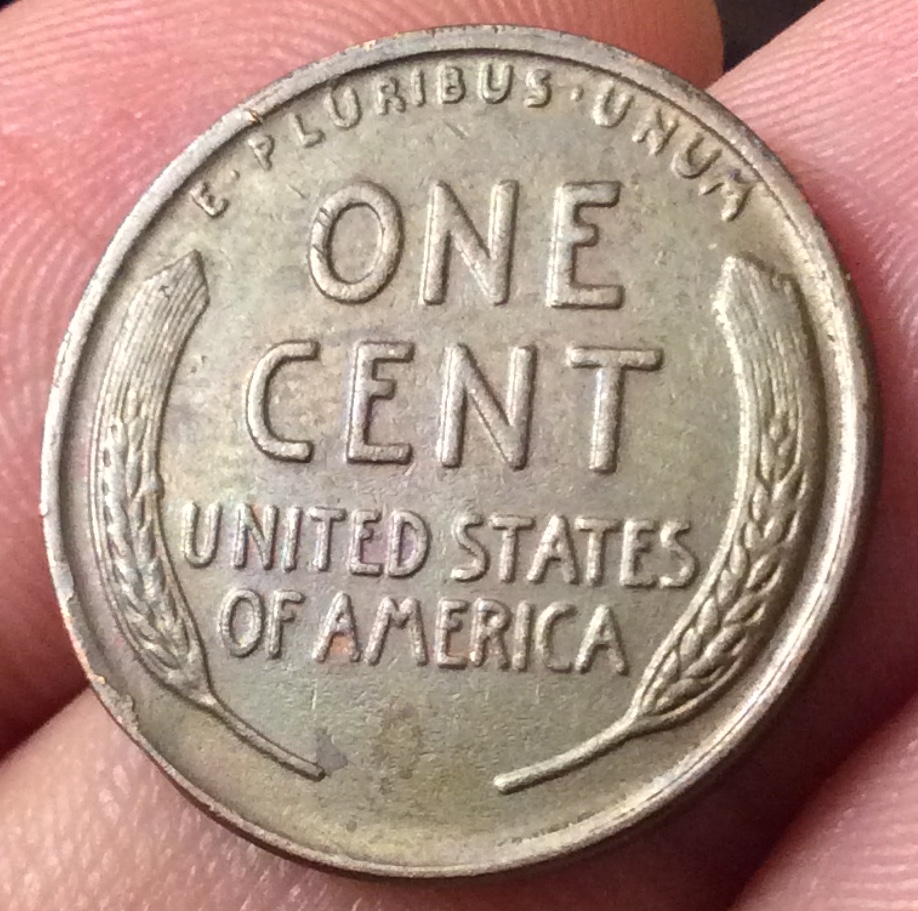 E·PLURIBUS·UNUM
ONE
CENT
UNITED STATES
OF AMERICA